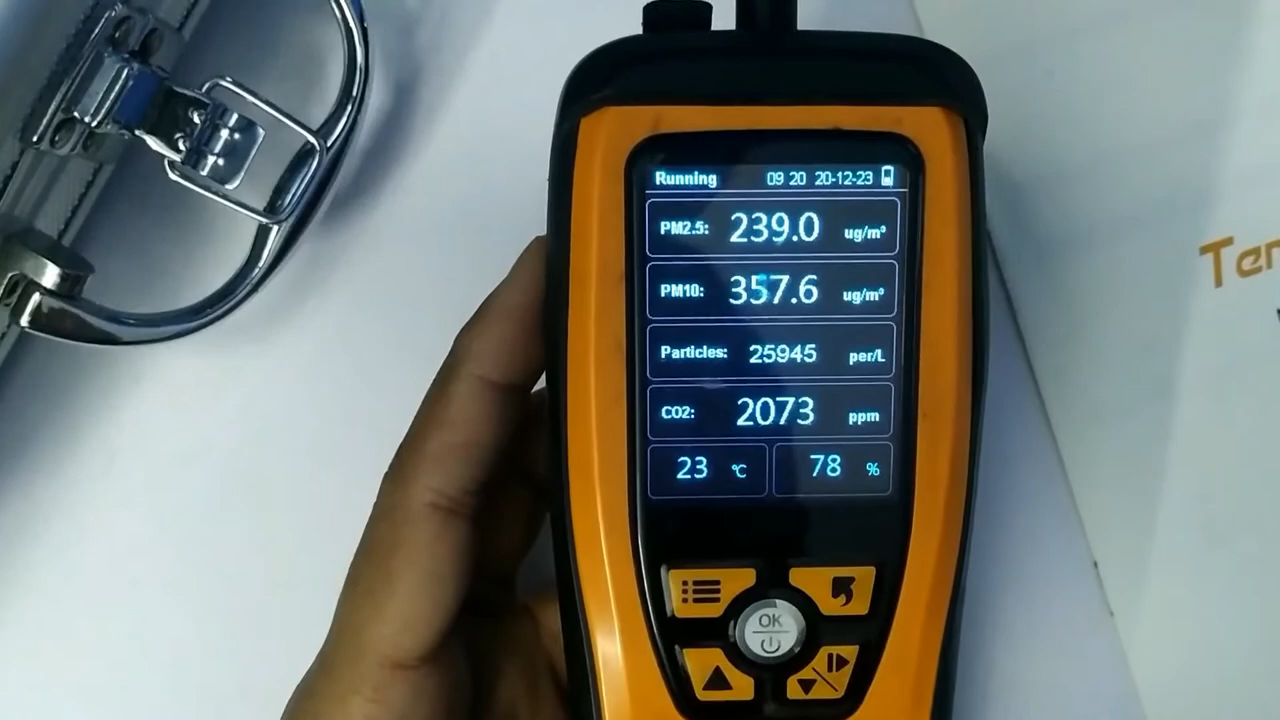 Running 09 20 20-12-23
PM2.5: 239.0 ug/m³
PM10: 357.6 ug/m³
Particles: 25945 per/L
CO2: 2073 ppm
23 ℃ 78 %
OK